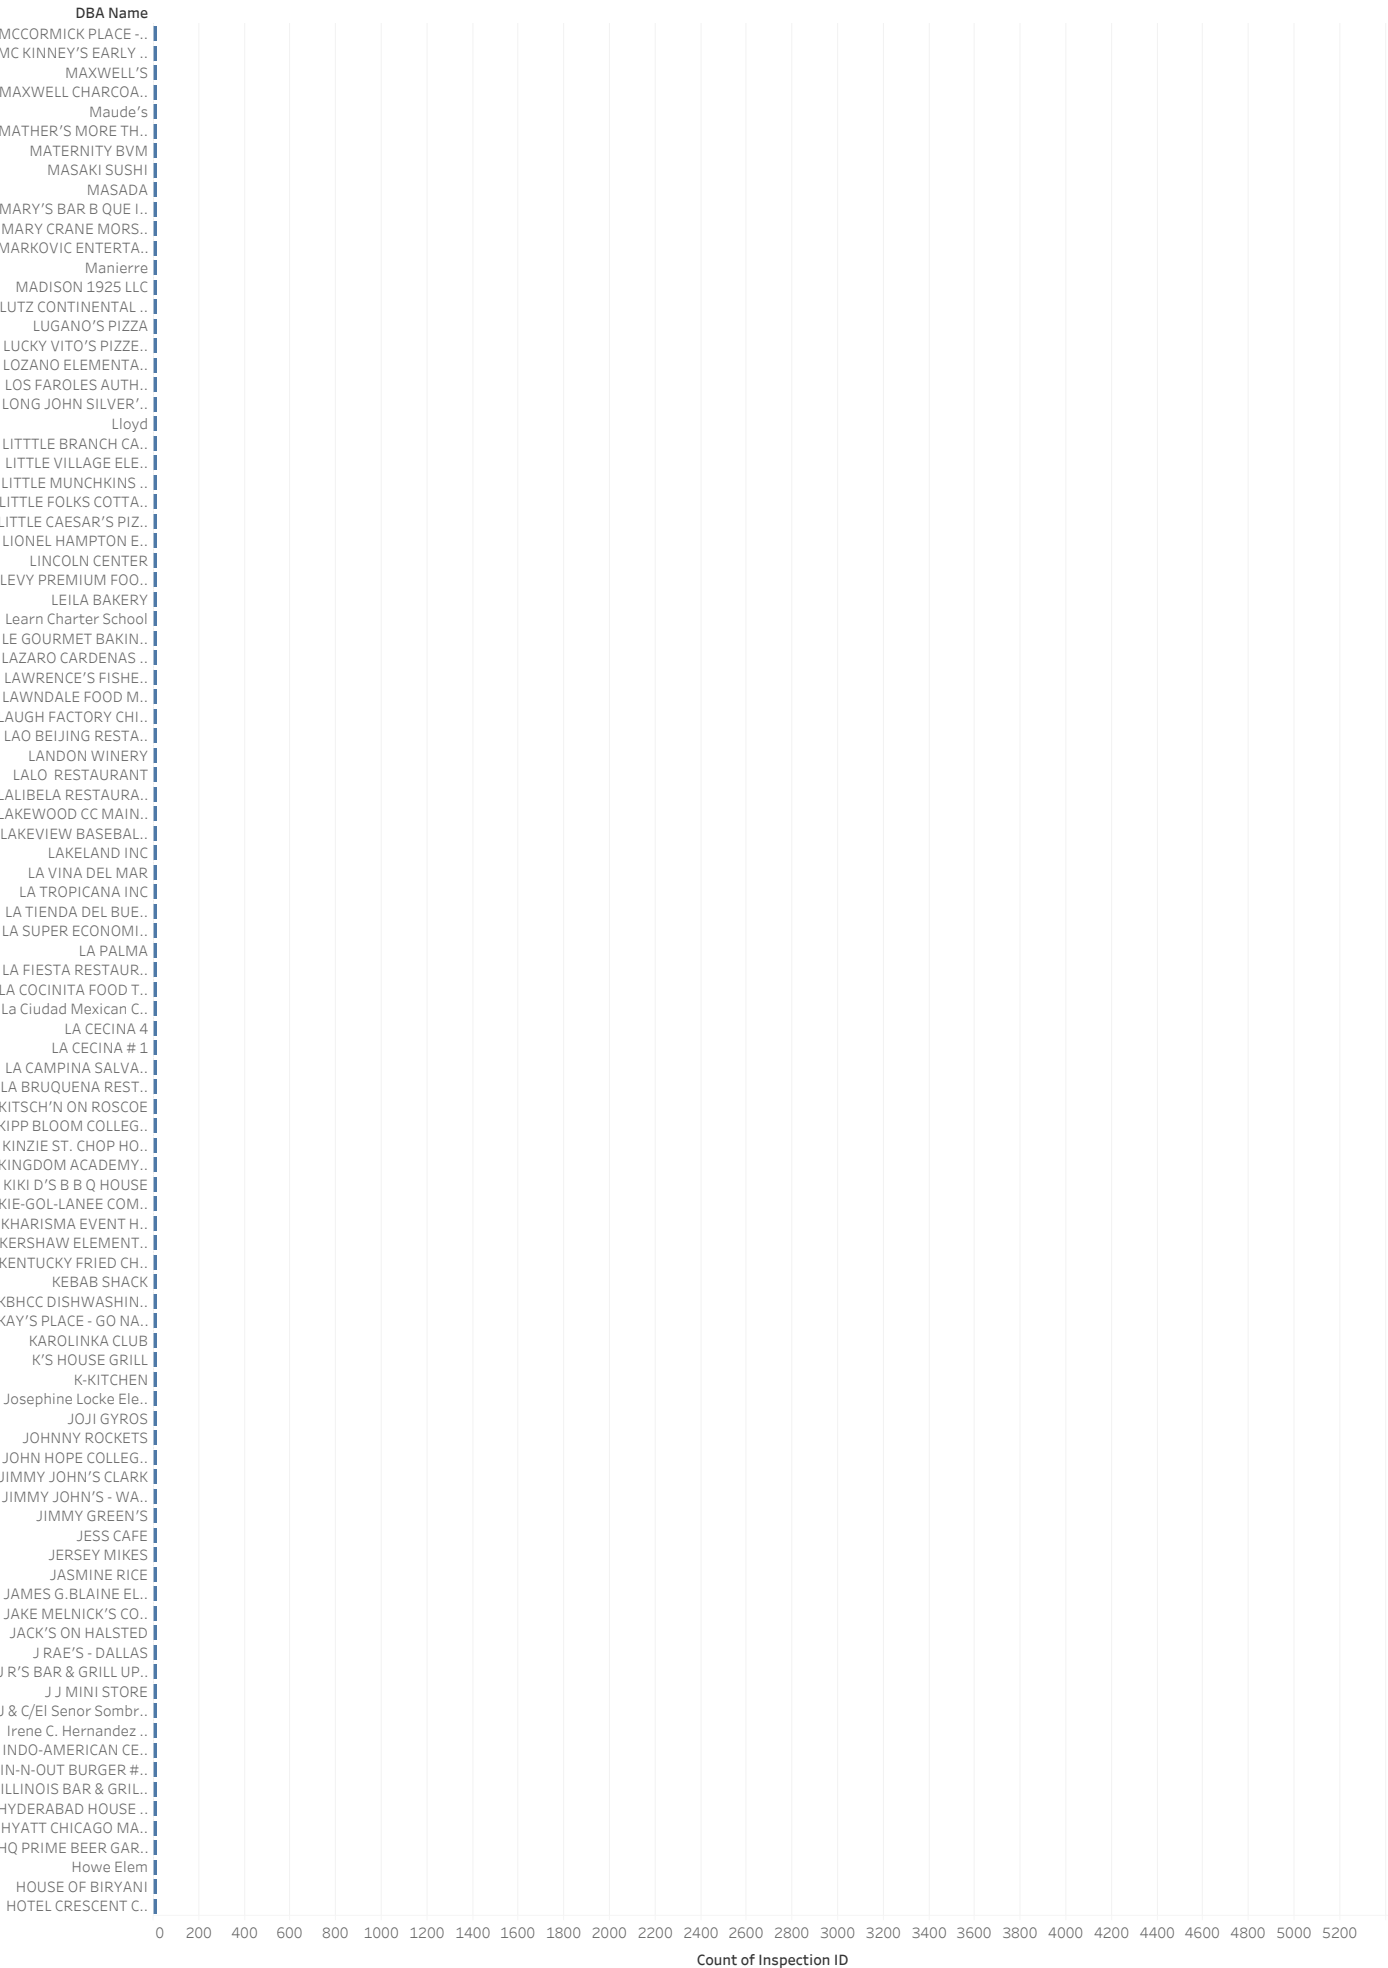 DBA Name
MCCORMICK PLACE -..
MC KINNEY'S EARLY ..
MAXWELL'S
MAXWELL CHARCOA..
Maude's
MATHER'S MORE TH..
MATERNITY BVM
MASAKI SUSHI
MASADA
MARY'S BAR B QUE I..
MARY CRANE MORS..
MARKOVIC ENTERTA..
Manierre
MADISON 1925 LLC
LUTZ CONTINENTAL ..
LUGANO'S PIZZA
LUCKY VITO'S PIZZE..
LOZANO ELEMENTA..
LOS FAROLES AUTH..
LONG JOHN SILVER'..
Lloyd
LITTTLE BRANCH CA..
LITTLE VILLAGE ELE..
LITTLE MUNCHKINS ..
LITTLE FOLKS COTTA..
LITTLE CAESAR'S PIZ..
LIONEL HAMPTON E..
LINCOLN CENTER
LEVY PREMIUM FOO..
LEILA BAKERY
Learn Charter School
LE GOURMET BAKIN..
LAZARO CARDENAS ..
LAWRENCE'S FISHE..
LAWNDALE FOOD M..
LAUGH FACTORY CHI..
LAO BEIJING RESTA..
LANDON WINERY
LALO  RESTAURANT
LALIBELA RESTAURA..
LAKEWOOD CC MAIN..
LAKEVIEW BASEBAL..
LAKELAND INC
LA VINA DEL MAR
LA TROPICANA INC
LA TIENDA DEL BUE..
LA SUPER ECONOMI..
LA PALMA
LA FIESTA RESTAUR..
LA COCINITA FOOD T..
La Ciudad Mexican C..
LA CECINA 4
LA CECINA # 1
LA CAMPINA SALVA..
LA BRUQUENA REST..
KITSCH'N ON ROSCOE
KIPP BLOOM COLLEG..
KINZIE ST. CHOP HO..
KINGDOM ACADEMY..
KIKI D'S B B Q HOUSE
KIE-GOL-LANEE COM..
KHARISMA EVENT H..
KERSHAW ELEMENT..
KENTUCKY FRIED CH..
KEBAB SHACK
KBHCC DISHWASHIN..
KAY'S PLACE - GO NA..
KAROLINKA CLUB
K'S HOUSE GRILL
K-KITCHEN
Josephine Locke Ele..
JOJI GYROS
JOHNNY ROCKETS
JOHN HOPE COLLEG..
JIMMY JOHN'S CLARK
JIMMY JOHN'S - WA..
JIMMY GREEN'S
JESS CAFE
JERSEY MIKES
JASMINE RICE
JAMES G.BLAINE EL..
JAKE MELNICK'S CO..
JACK'S ON HALSTED
J RAE'S - DALLAS
J R'S BAR & GRILL UP..
J J MINI STORE
J & C/El Senor Sombr..
Irene C. Hernandez ..
INDO-AMERICAN CE..
IN-N-OUT BURGER #..
ILLINOIS BAR & GRIL..
HYDERABAD HOUSE ..
HYATT CHICAGO MA..
HQ PRIME BEER GAR..
Howe Elem
HOUSE OF BIRYANI
HOTEL CRESCENT C..
0 200 400 600 800 1000 1200 1400 1600 1800 2000 2200 2400 2600 2800 3000 3200 3400 3600 3800 4000 4200 4400 4600 4800 5000 5200
Count of Inspection ID